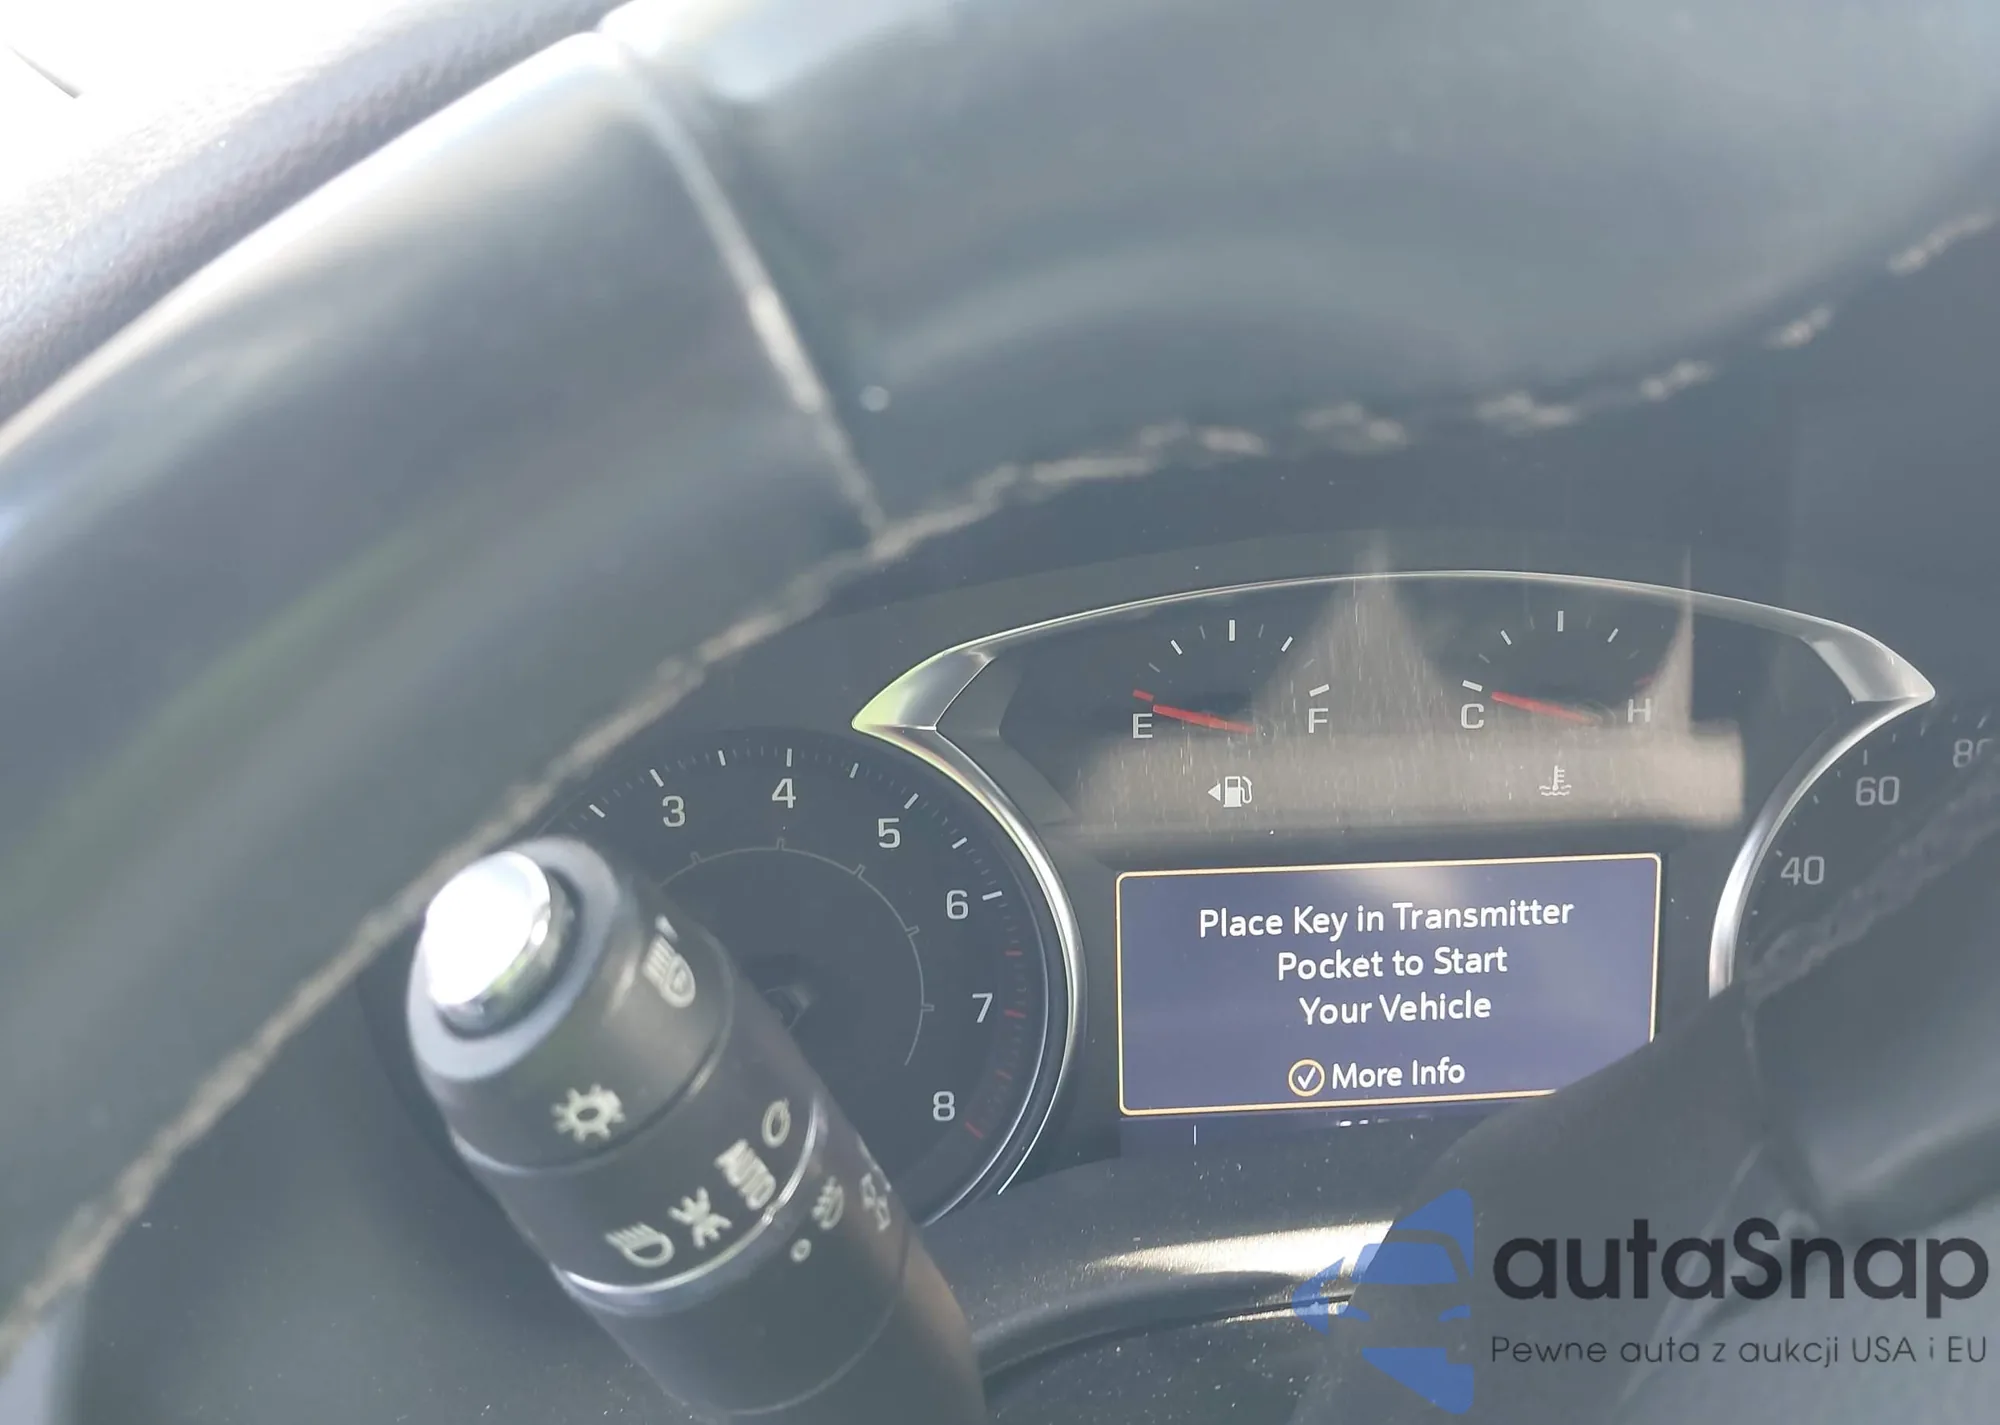 E F C H
3 4 5 6 7 8
40 60 80
Place Key in Transmitter
Pocket to Start
Your Vehicle
More Info
AUTO
autaSnap
Pewne auta z aukcji USA i EU